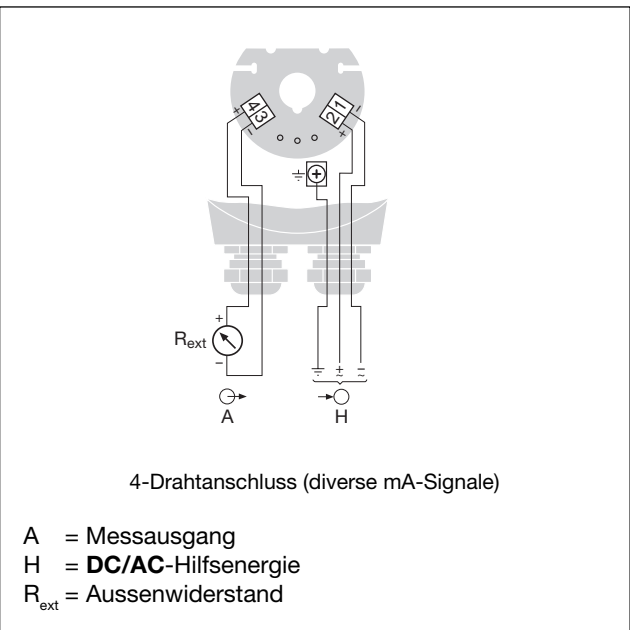 + 4 3 −
2 1 − +
+
R_ext
−
+ ~ − ~
A H
4-Drahtanschluss (diverse mA-Signale)
A = Messausgang
H = DC/AC-Hilfsenergie
R_ext = Aussenwiderstand